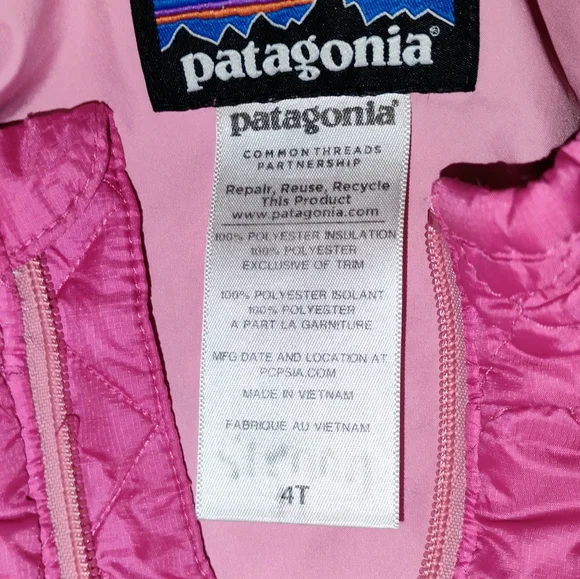 patagonia®
patagonia®
COMMON THREADS
PARTNERSHIP
Repair, Reuse, Recycle
This Product
www.patagonia.com
100% POLYESTER INSULATION
100% POLYESTER
EXCLUSIVE OF TRIM
100% POLYESTER ISOLANT
100% POLYESTER
A PART LA GARNITURE
MFG DATE AND LOCATION AT
PCPSIA.COM
MADE IN VIETNAM
FABRIQUE AU VIETNAM
4T